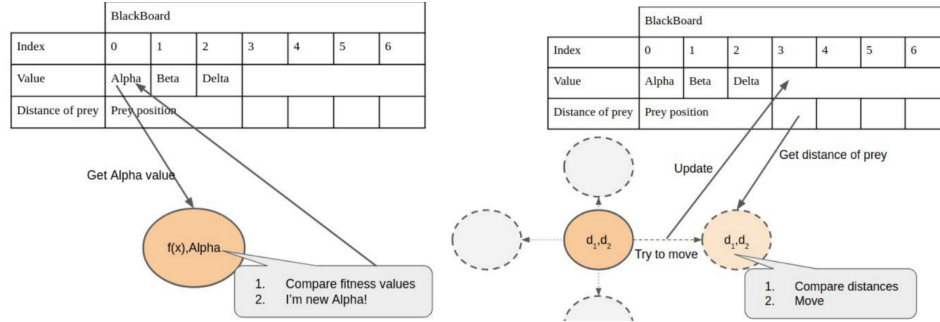 BlackBoard
Index 0 1 2 3 4 5 6
Value Alpha Beta Delta
Distance of prey Prey position
Get Alpha value
f(x),Alpha
1. Compare fitness values
2. I'm new Alpha!
BlackBoard
Index 0 1 2 3 4 5 6
Value Alpha Beta Delta
Distance of prey Prey position
Update
Get distance of prey
d₁,d₂
Try to move
d₁,d₂
1. Compare distances
2. Move